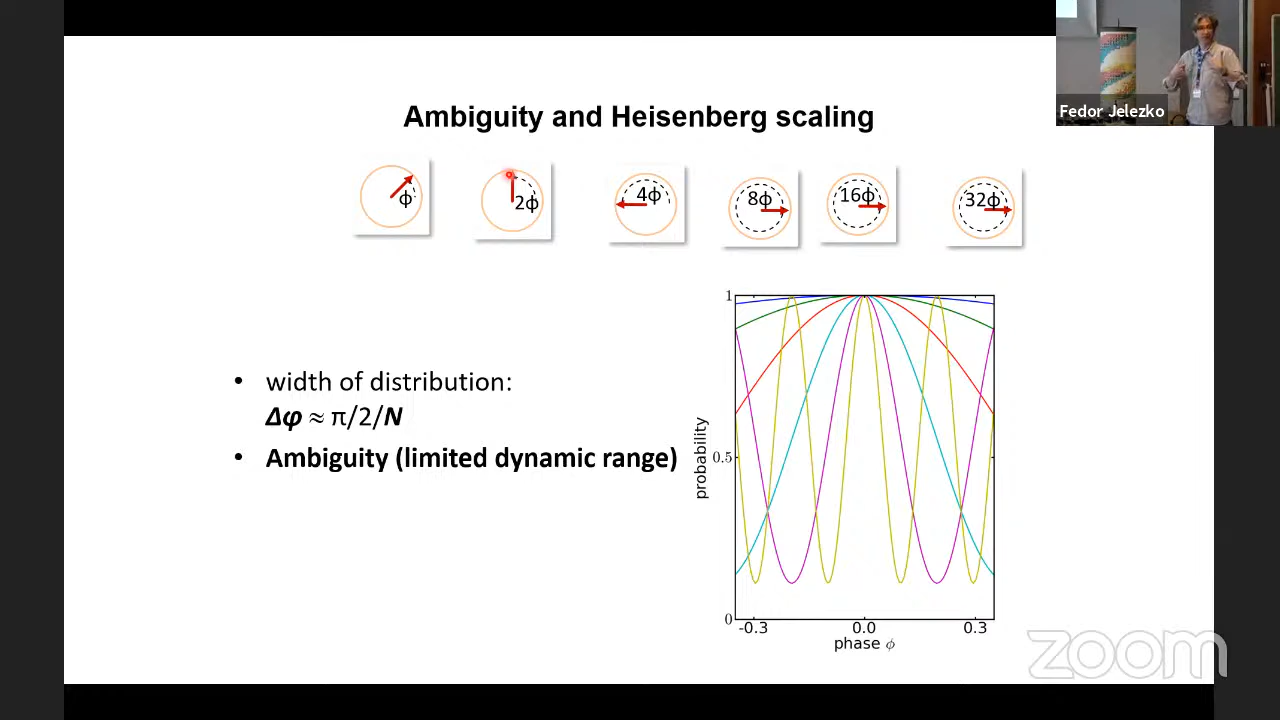 Fedor Jelezko
Ambiguity and Heisenberg scaling
ϕ
2ϕ
4ϕ
8ϕ
16ϕ
32ϕ
• width of distribution:
Δφ ≈ π/2/N
• Ambiguity (limited dynamic range)
1
0.5
0
probability
-0.3 0.0 0.3
phase ϕ
zoom